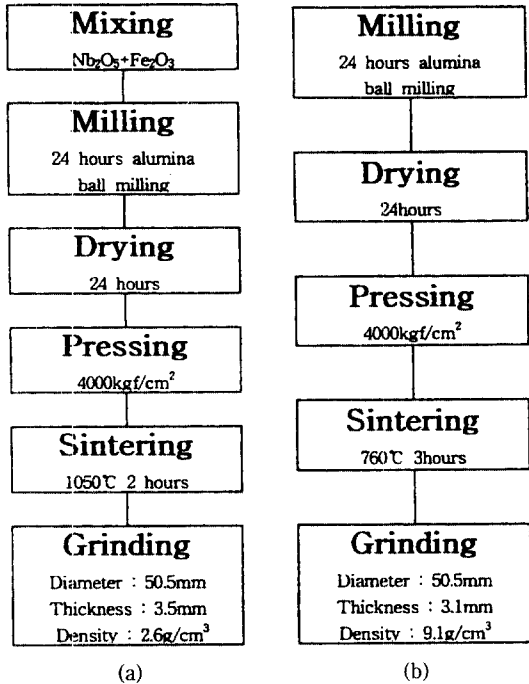 Mixing
Nb₂O₅+Fe₂O₃
Milling
24 hours alumina
ball milling
Drying
24 hours
Pressing
4000kgf/cm²
Sintering
1050℃ 2 hours
Grinding
Diameter : 50.5mm
Thickness : 3.5mm
Density : 2.6g/cm³
(a)
Milling
24 hours alumina
ball milling
Drying
24hours
Pressing
4000kgf/cm²
Sintering
760℃ 3hours
Grinding
Diameter : 50.5mm
Thickness : 3.1mm
Density : 9.1g/cm³
(b)